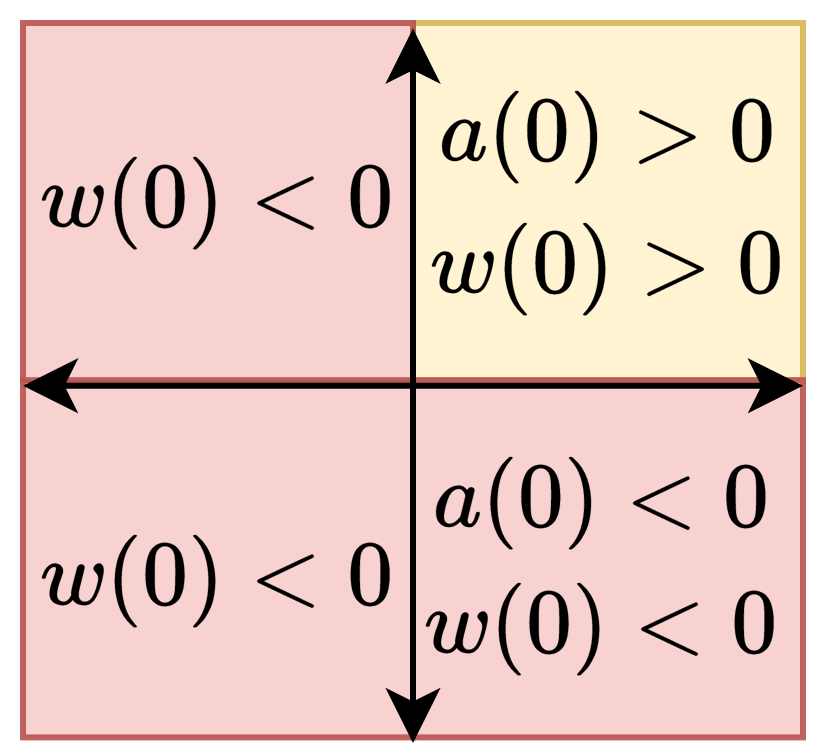 w(0) < 0
a(0) > 0
w(0) > 0
w(0) < 0
a(0) < 0
w(0) < 0